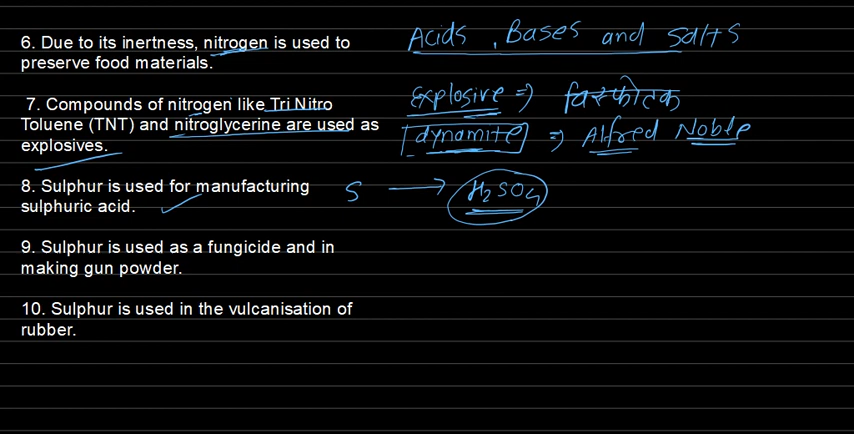 6. Due to its inertness, nitrogen is used to
preserve food materials.
7. Compounds of nitrogen like Tri Nitro
Toluene (TNT) and nitroglycerine are used as
explosives.
8. Sulphur is used for manufacturing
sulphuric acid.
9. Sulphur is used as a fungicide and in
making gun powder.
10. Sulphur is used in the vulcanisation of
rubber.
Acids, Bases and Salts
Explosive ⇒ विस्फोटक
dynamite ⇒ Alfred Noble
S → H₂SO₄